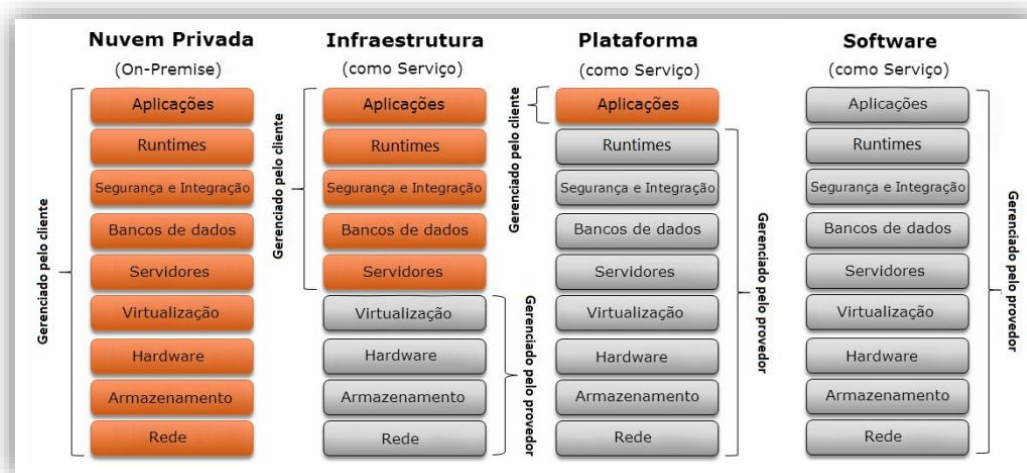 Nuvem Privada
(On-Premise)
Gerenciado pelo cliente
Aplicações
Runtimes
Segurança e Integração
Bancos de dados
Servidores
Virtualização
Hardware
Armazenamento
Rede
Infraestrutura
(como Serviço)
Gerenciado pelo cliente
Aplicações
Runtimes
Segurança e Integração
Bancos de dados
Servidores
Virtualização
Hardware
Armazenamento
Rede
Gerenciado pelo provedor
Plataforma
(como Serviço)
Gerenciado pelo cliente
Aplicações
Runtimes
Segurança e Integração
Bancos de dados
Servidores
Virtualização
Hardware
Armazenamento
Rede
Gerenciado pelo provedor
Software
(como Serviço)
Aplicações
Runtimes
Segurança e Integração
Bancos de dados
Servidores
Virtualização
Hardware
Armazenamento
Rede
Gerenciado pelo provedor